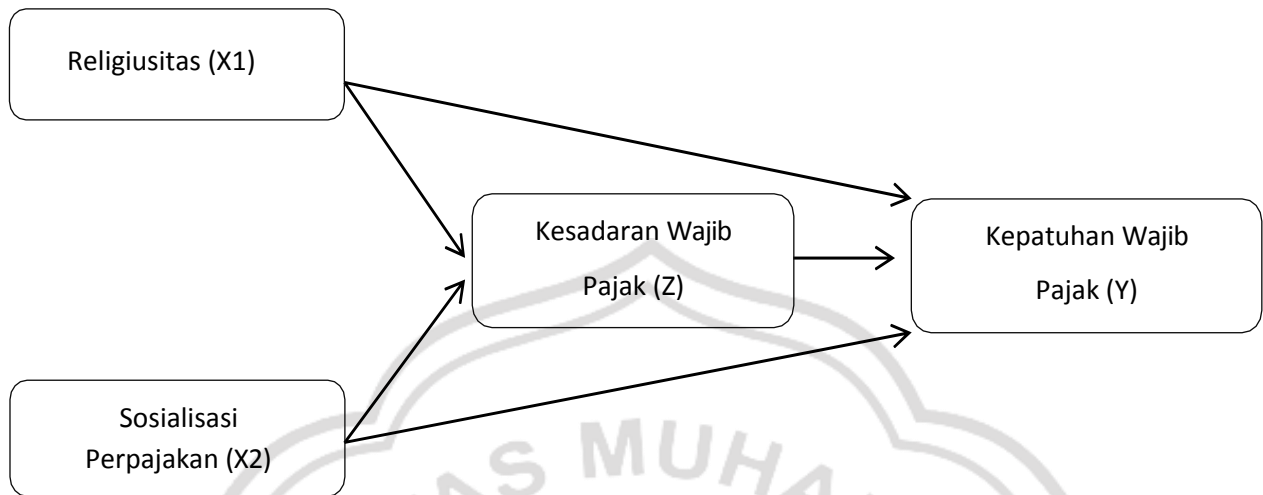 Religiusitas (X1)
Kesadaran Wajib
Pajak (Z)
Kepatuhan Wajib
Pajak (Y)
Sosialisasi
Perpajakan (X2)